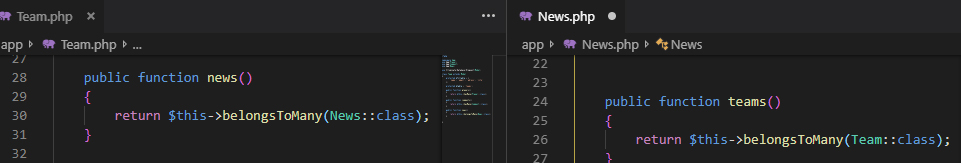 Team.php × ...
app > Team.php > ...
27
28 public function news()
29 {
30 return $this->belongsToMany(News::class);
31 }
32
News.php ●
app > News.php > News
22
24 public function teams()
25 {
26 return $this->belongsToMany(Team::class);
27 }